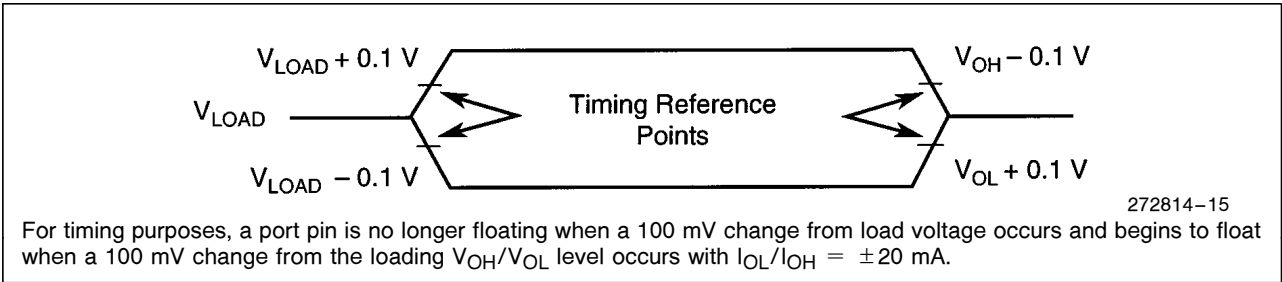 V_LOAD + 0.1 V
V_OH – 0.1 V
V_LOAD
Timing Reference
Points
V_LOAD – 0.1 V
V_OL + 0.1 V
272814–15
For timing purposes, a port pin is no longer floating when a 100 mV change from load voltage occurs and begins to float
when a 100 mV change from the loading V_OH/V_OL level occurs with I_OL/I_OH = ±20 mA.